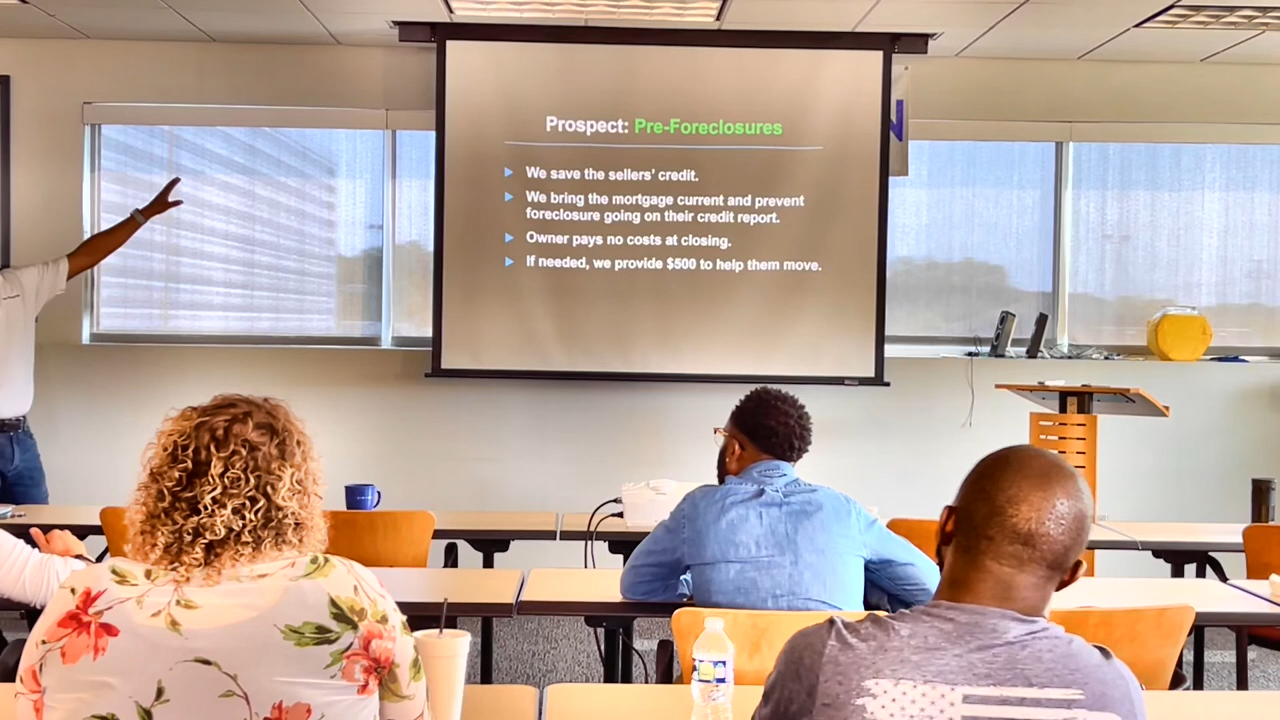 Prospect: Pre-Foreclosures
We save the sellers' credit.
We bring the mortgage current and prevent
foreclosure going on their credit report.
Owner pays no costs at closing.
If needed, we provide $500 to help them move.
N